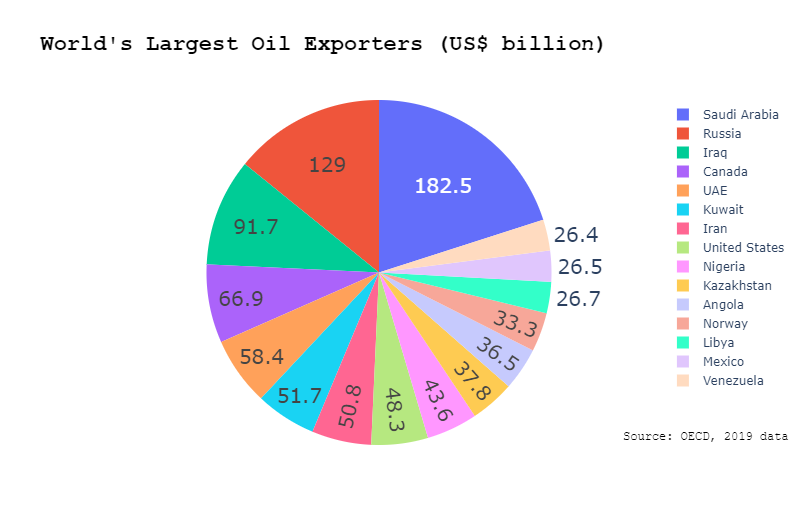 World's Largest Oil Exporters (US$ billion)
182.5
129
91.7
66.9
58.4
51.7
50.8
48.3
43.6
37.8
36.5
33.3
26.7
26.5
26.4
Saudi Arabia
Russia
Iraq
Canada
UAE
Kuwait
Iran
United States
Nigeria
Kazakhstan
Angola
Norway
Libya
Mexico
Venezuela
Source: OECD, 2019 data